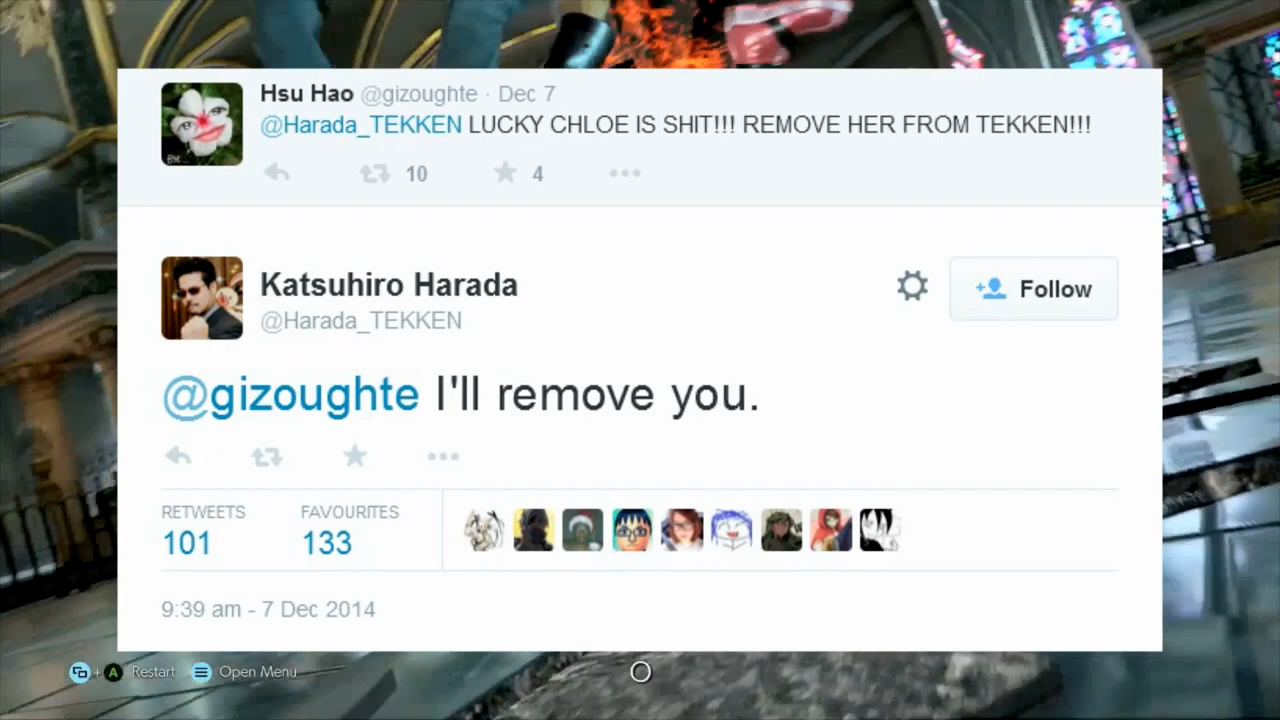 Hsu Hao @gizoughte · Dec 7
@Harada_TEKKEN LUCKY CHLOE IS SHIT!!! REMOVE HER FROM TEKKEN!!!
10 4
Katsuhiro Harada
@Harada_TEKKEN
Follow
@gizoughte I'll remove you.
RETWEETS FAVOURITES
101 133
9:39 am - 7 Dec 2014
+ A Restart Open Menu